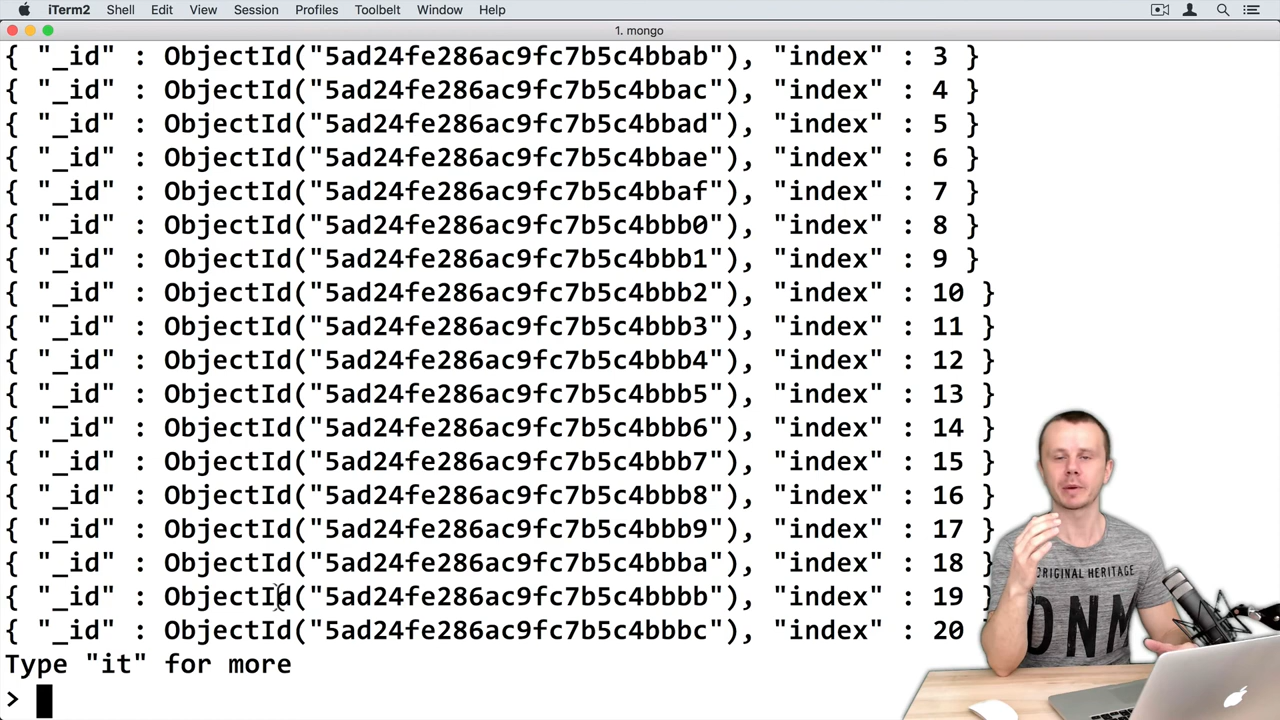 iTerm2 Shell Edit View Session Profiles Toolbelt Window Help
1. mongo
{ "_id" : ObjectId("5ad24fe286ac9fc7b5c4bbab"), "index" : 3 }
{ "_id" : ObjectId("5ad24fe286ac9fc7b5c4bbac"), "index" : 4 }
{ "_id" : ObjectId("5ad24fe286ac9fc7b5c4bbad"), "index" : 5 }
{ "_id" : ObjectId("5ad24fe286ac9fc7b5c4bbae"), "index" : 6 }
{ "_id" : ObjectId("5ad24fe286ac9fc7b5c4bbaf"), "index" : 7 }
{ "_id" : ObjectId("5ad24fe286ac9fc7b5c4bbb0"), "index" : 8 }
{ "_id" : ObjectId("5ad24fe286ac9fc7b5c4bbb1"), "index" : 9 }
{ "_id" : ObjectId("5ad24fe286ac9fc7b5c4bbb2"), "index" : 10 }
{ "_id" : ObjectId("5ad24fe286ac9fc7b5c4bbb3"), "index" : 11 }
{ "_id" : ObjectId("5ad24fe286ac9fc7b5c4bbb4"), "index" : 12 }
{ "_id" : ObjectId("5ad24fe286ac9fc7b5c4bbb5"), "index" : 13 }
{ "_id" : ObjectId("5ad24fe286ac9fc7b5c4bbb6"), "index" : 14 }
{ "_id" : ObjectId("5ad24fe286ac9fc7b5c4bbb7"), "index" : 15 }
{ "_id" : ObjectId("5ad24fe286ac9fc7b5c4bbb8"), "index" : 16 }
{ "_id" : ObjectId("5ad24fe286ac9fc7b5c4bbb9"), "index" : 17 }
{ "_id" : ObjectId("5ad24fe286ac9fc7b5c4bbba"), "index" : 18 }
{ "_id" : ObjectId("5ad24fe286ac9fc7b5c4bbbb"), "index" : 19 }
{ "_id" : ObjectId("5ad24fe286ac9fc7b5c4bbbc"), "index" : 20 }
Type "it" for more
>
ORIGINAL HERITAGE